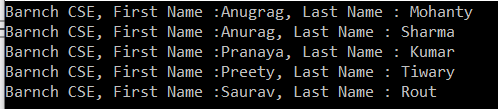 Barnch CSE, First Name :Anugrag, Last Name : Mohanty
Barnch CSE, First Name :Anurag, Last Name : Sharma
Barnch CSE, First Name :Pranaya, Last Name : Kumar
Barnch CSE, First Name :Preety, Last Name : Tiwary
Barnch CSE, First Name :Saurav, Last Name : Rout